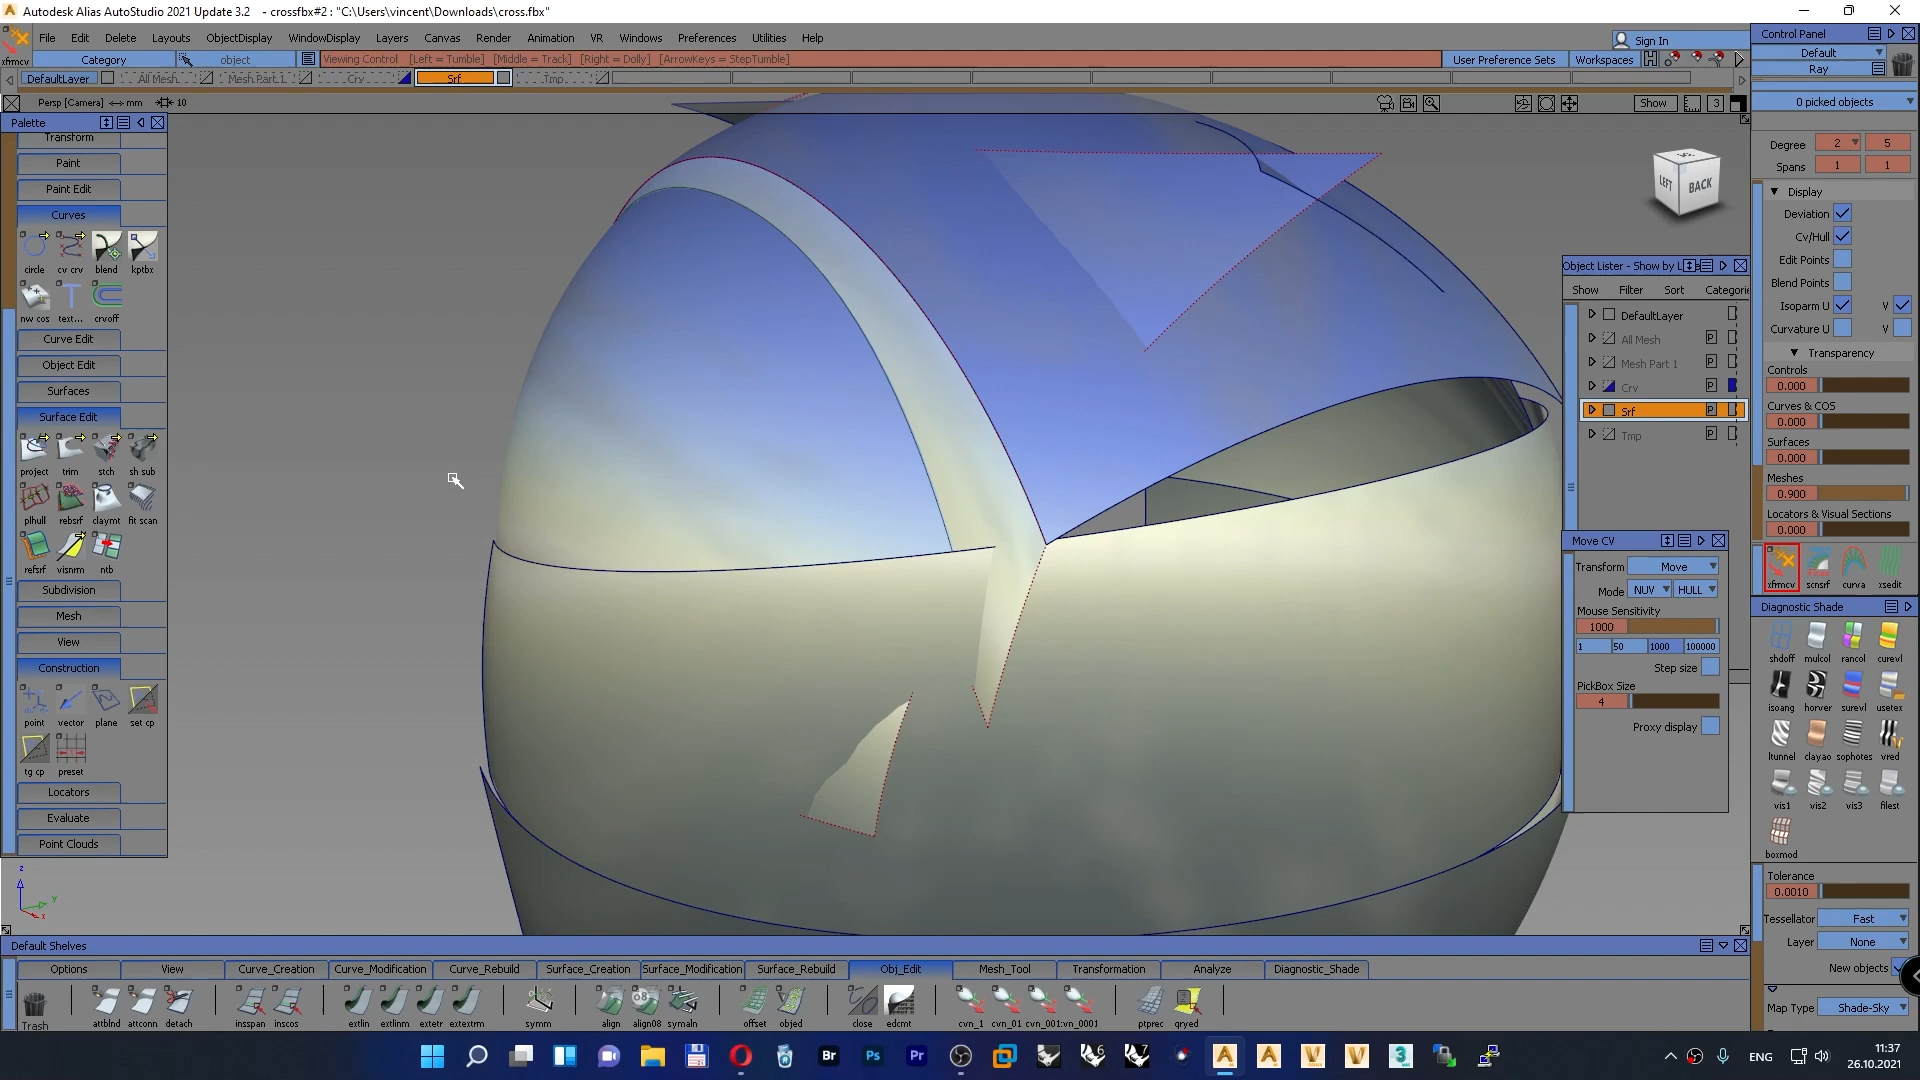 Autodesk Alias AutoStudio 2021 Update 3.2    - crossfbx#2 : "C:\Users\vincent\Downloads\cross.fbx"
xfrmcv File Edit Delete Layouts ObjectDisplay WindowDisplay Layers Canvas Render Animation VR Windows Preferences Utilities Help Sign In
Category object Viewing Control [Left = Tumble] [Middle = Track] [Right = Dolly] [ArrowKeys = StepTumble] User Preference Sets Workspaces
DefaultLayer All Mesh Mesh Part 1 Crv Srf Tmp
Persp [Camera] mm 10 Show 3
Palette
Transform
Paint
Paint Edit
Curves
circle cv crv blend kptbx
nw cos text... crvoff
Curve Edit
Object Edit
Surfaces
Surface Edit
project trim stch sh sub
plhull rebsrf claymt fit scan
refsrf visnrm ntb
Subdivision
Mesh
View
Construction
point vector plane set cp
tg cp preset
Locators
Evaluate
Point Clouds
z
y
x
LEFT BACK
Object Lister - Show by L
Show Filter Sort Categorie
DefaultLayer
All Mesh P
Mesh Part 1 P
Crv P
Srf P
Tmp P
Move CV
Transform Move
Mode NUV HULL
Mouse Sensitivity
1000
1 50 1000 100000
Step size
PickBox Size
4
Proxy display
Control Panel
Default
Ray
0 picked objects
Degree 2 5
Spans 1 1
Display
Deviation
Cv/Hull
Edit Points
Blend Points
Isoparm U V
Curvature U V
Transparency
Controls
0.000
Curves & COS
0.000
Surfaces
0.000
Meshes
0.900
Locators & Visual Sections
0.000
xfrmcv scnsrf curva xsedit
Diagnostic Shade
shdoff mulcol rancol curevl
isoang horver surevl usetex
ltunnel clayao sophotes vred
vis1 vis2 vis3 filest
boxmod
Tolerance
0.0010
Tessellator Fast
Layer None
New objects
Map Type Shade-Sky
Default Shelves
Options View Curve_Creation Curve_Modification Curve_Rebuild Surface_Creation Surface_Modification Surface_Rebuild Obj_Edit Mesh_Tool Transformation Analyze Diagnostic_Shade
Trash attblnd attconn detach insspan inscos extlin extlinm extetr extextrm symm align align08 symaln offset objed close edcmt cvn_1 cvn_01 cvn_001 vn_0001 ptprec qryed
Br Ps Pr 6 7 3 ENG 11:37
26.10.2021